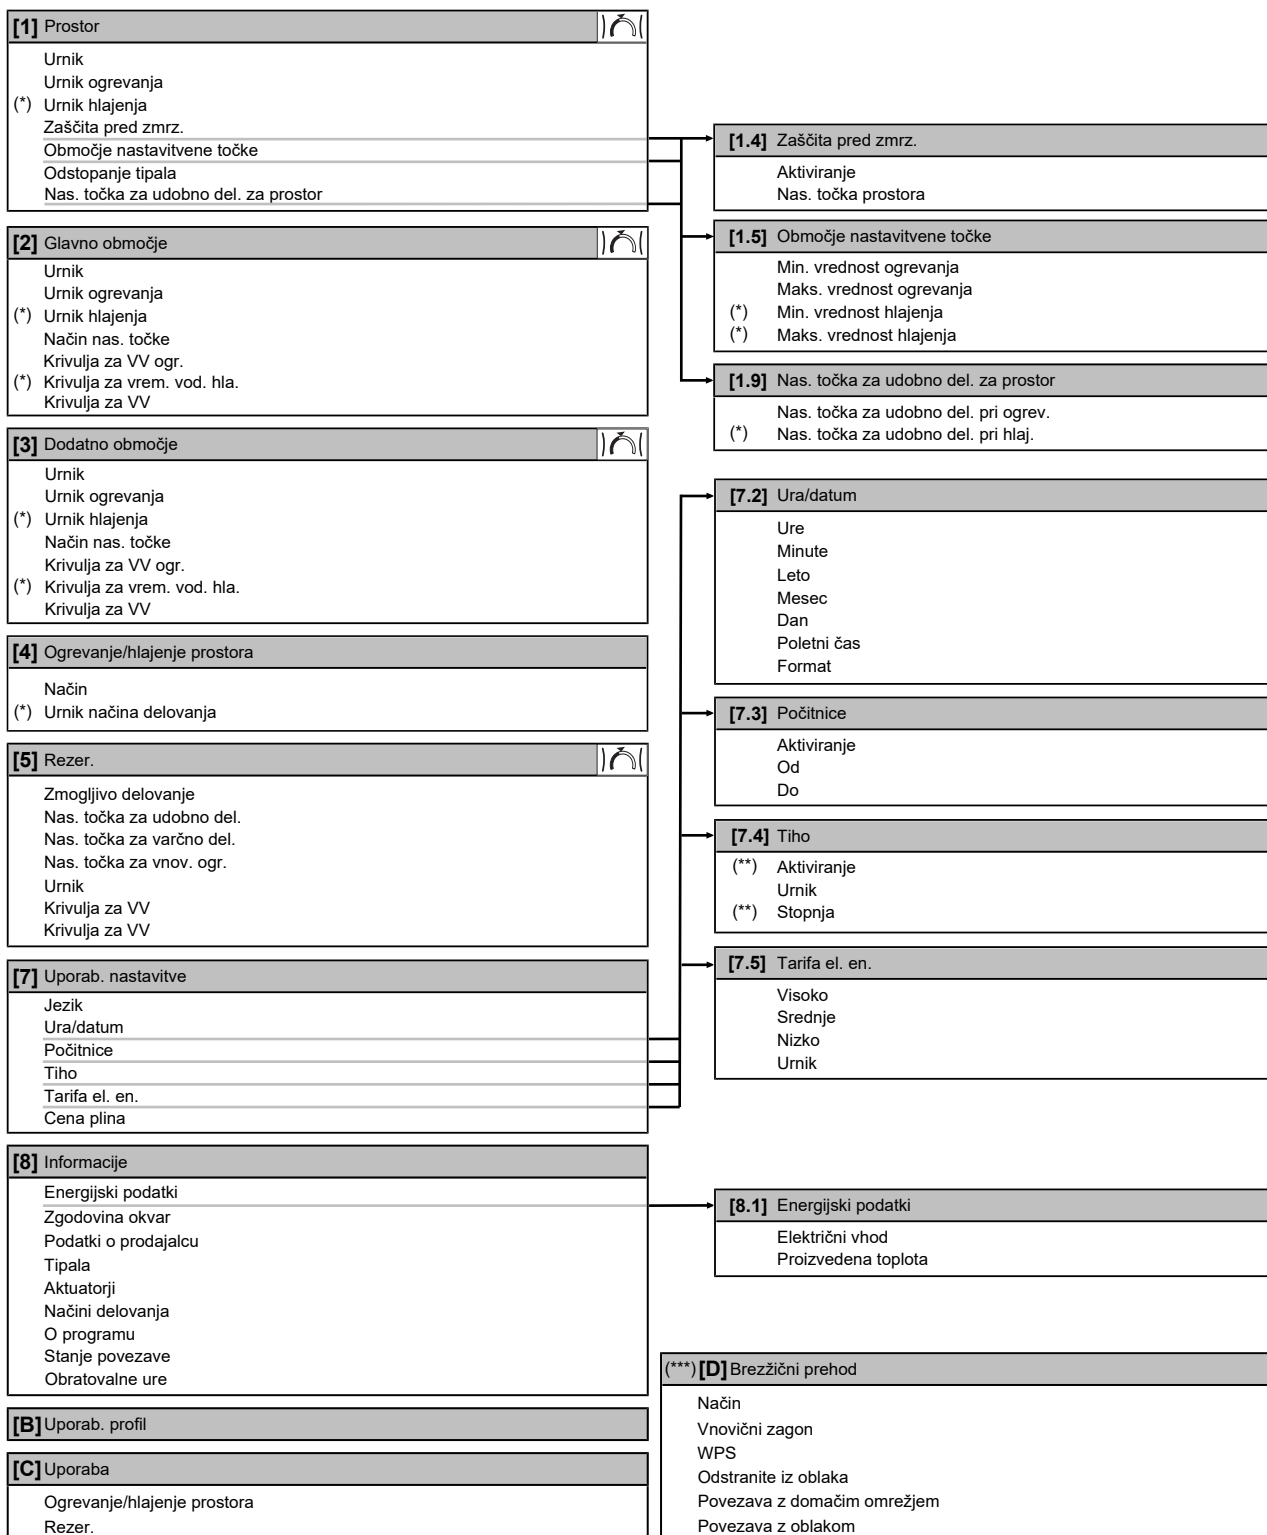 [1] Prostor
Urnik
Urnik ogrevanja
(*) Urnik hlajenja
Zaščita pred zmrz.
Območje nastavitvene točke
Odstopanje tipala
Nas. točka za udobno del. za prostor
[2] Glavno območje
Urnik
Urnik ogrevanja
(*) Urnik hlajenja
Način nas. točke
Krivulja za VV ogr.
(*) Krivulja za vrem. vod. hla.
Krivulja za VV
[3] Dodatno območje
Urnik
Urnik ogrevanja
(*) Urnik hlajenja
Način nas. točke
Krivulja za VV ogr.
(*) Krivulja za vrem. vod. hla.
Krivulja za VV
[4] Ogrevanje/hlajenje prostora
Način
(*) Urnik načina delovanja
[5] Rezer.
Zmogljivo delovanje
Nas. točka za udobno del.
Nas. točka za varčno del.
Nas. točka za vnov. ogr.
Urnik
Krivulja za VV
Krivulja za VV
[7] Uporab. nastavitve
Jezik
Ura/datum
Počitnice
Tiho
Tarifa el. en.
Cena plina
[8] Informacije
Energijski podatki
Zgodovina okvar
Podatki o prodajalcu
Tipala
Aktuatorji
Načini delovanja
O programu
Stanje povezave
Obratovalne ure
[B] Uporab. profil
[C] Uporaba
Ogrevanje/hlajenje prostora
Rezer.
[1.4] Zaščita pred zmrz.
Aktiviranje
Nas. točka prostora
[1.5] Območje nastavitvene točke
Min. vrednost ogrevanja
Maks. vrednost ogrevanja
(*) Min. vrednost hlajenja
(*) Maks. vrednost hlajenja
[1.9] Nas. točka za udobno del. za prostor
Nas. točka za udobno del. pri ogrev.
(*) Nas. točka za udobno del. pri hlaj.
[7.2] Ura/datum
Ure
Minute
Leto
Mesec
Dan
Poletni čas
Format
[7.3] Počitnice
Aktiviranje
Od
Do
[7.4] Tiho
(**) Aktiviranje
Urnik
(**) Stopnja
[7.5] Tarifa el. en.
Visoko
Srednje
Nizko
Urnik
[8.1] Energijski podatki
Električni vhod
Proizvedena toplota
(***) [D] Brezžični prehod
Način
Vnovični zagon
WPS
Odstranite iz oblaka
Povezava z domačim omrežjem
Povezava z oblakom